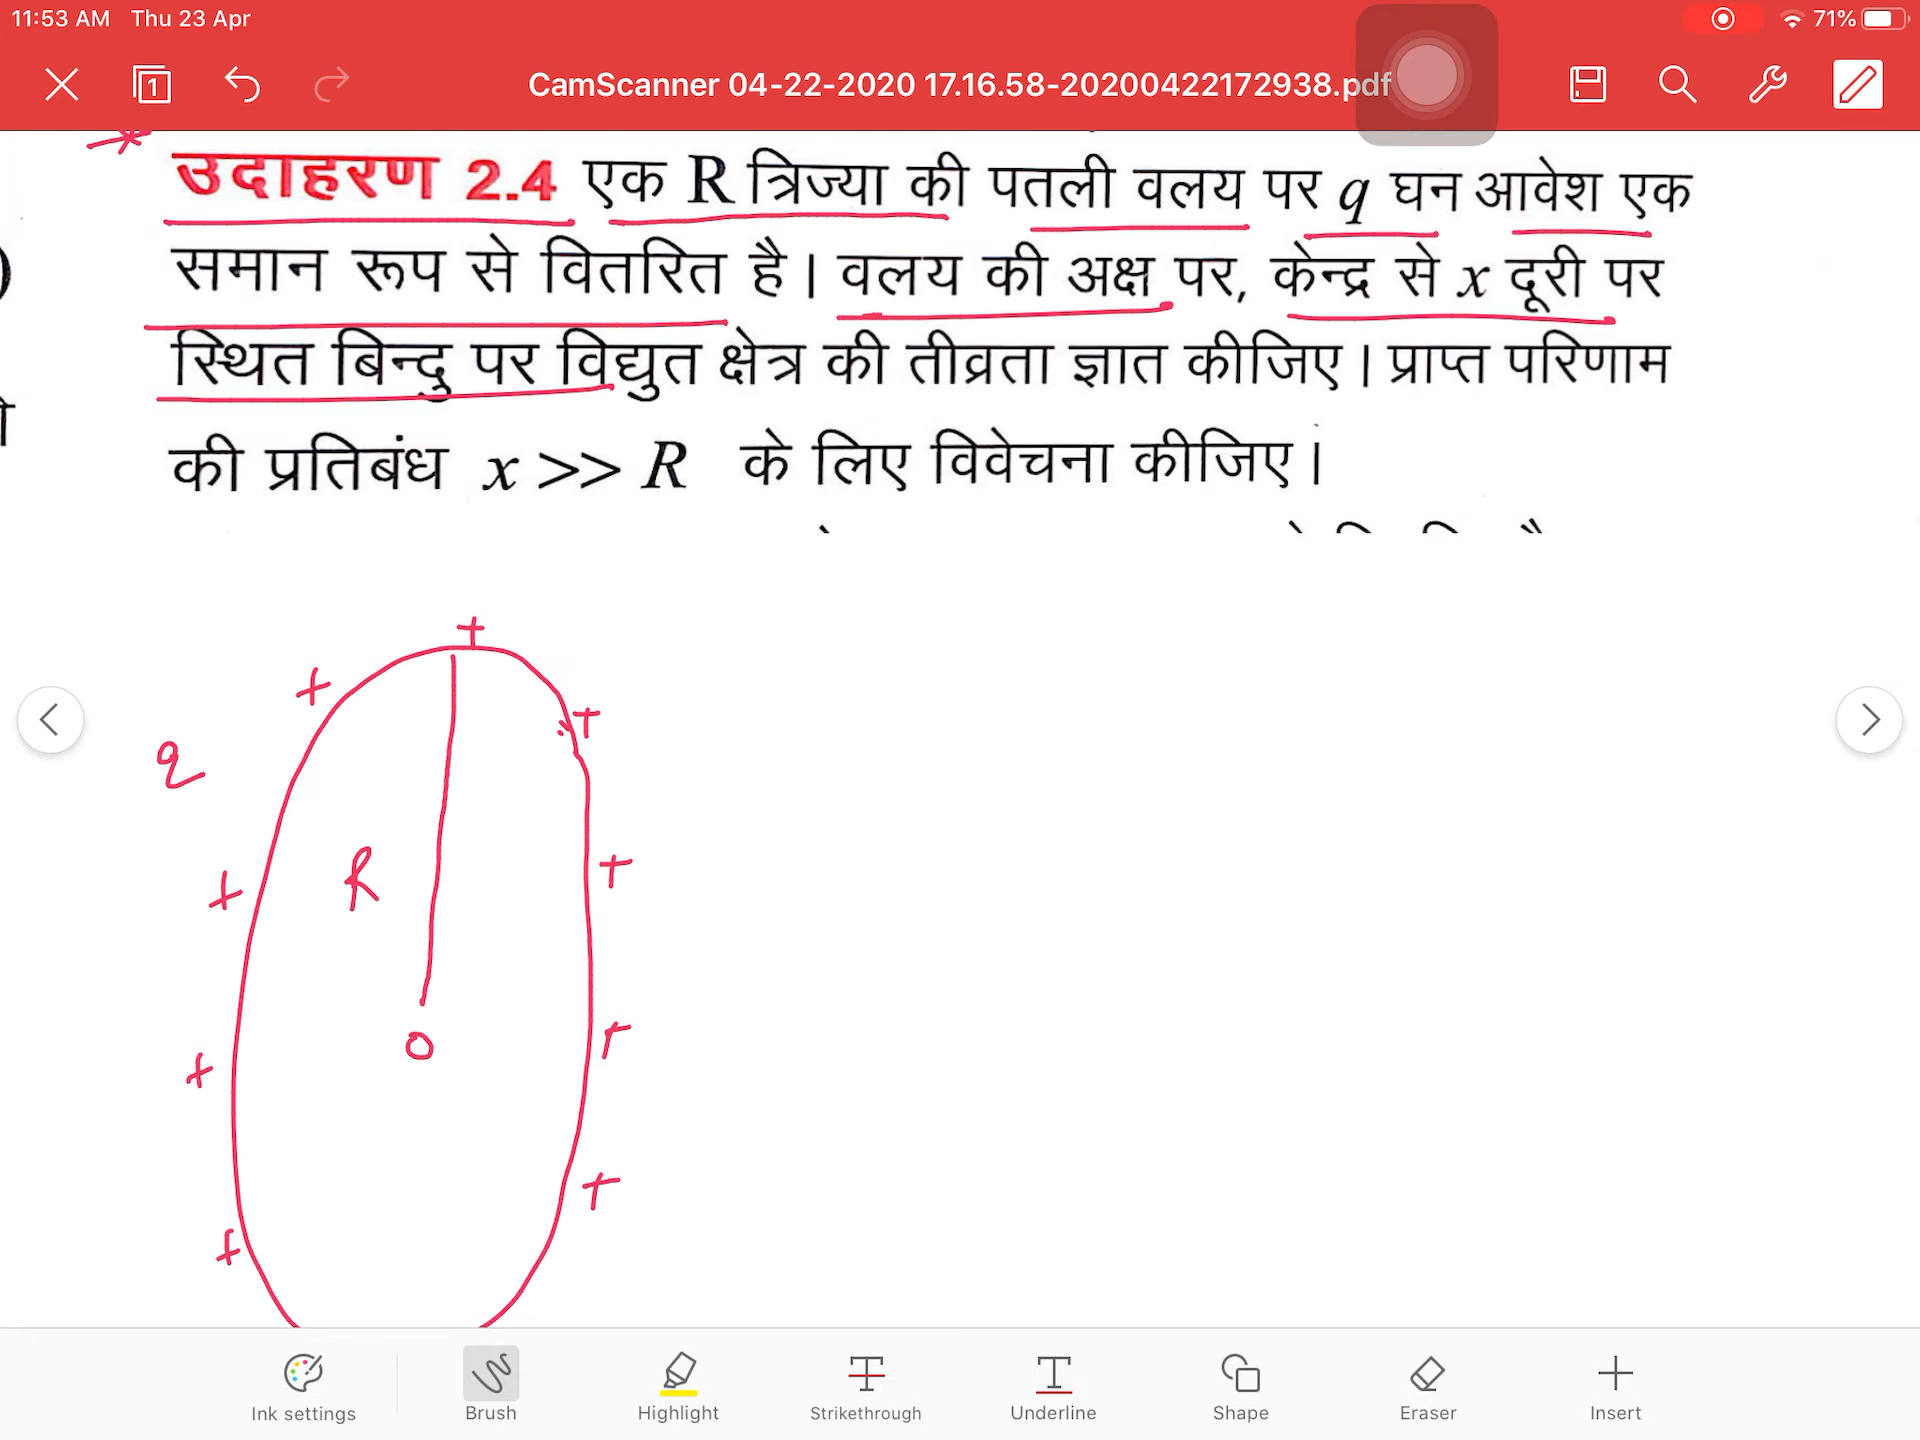 11:53 AM Thu 23 Apr
71%
1
CamScanner 04-22-2020 17.16.58-20200422172938.pdf
उदाहरण 2.4 एक R त्रिज्या की पतली वलय पर q घन आवेश एक
समान रूप से वितरित है। वलय की अक्ष पर, केन्द्र से x दूरी पर
स्थित बिन्दु पर विद्युत क्षेत्र की तीव्रता ज्ञात कीजिए। प्राप्त परिणाम
की प्रतिबंध x >> R के लिए विवेचना कीजिए।
+
+
+
q
+
R
+
+
O
+
+
+
Ink settings Brush Highlight Strikethrough Underline Shape Eraser Insert